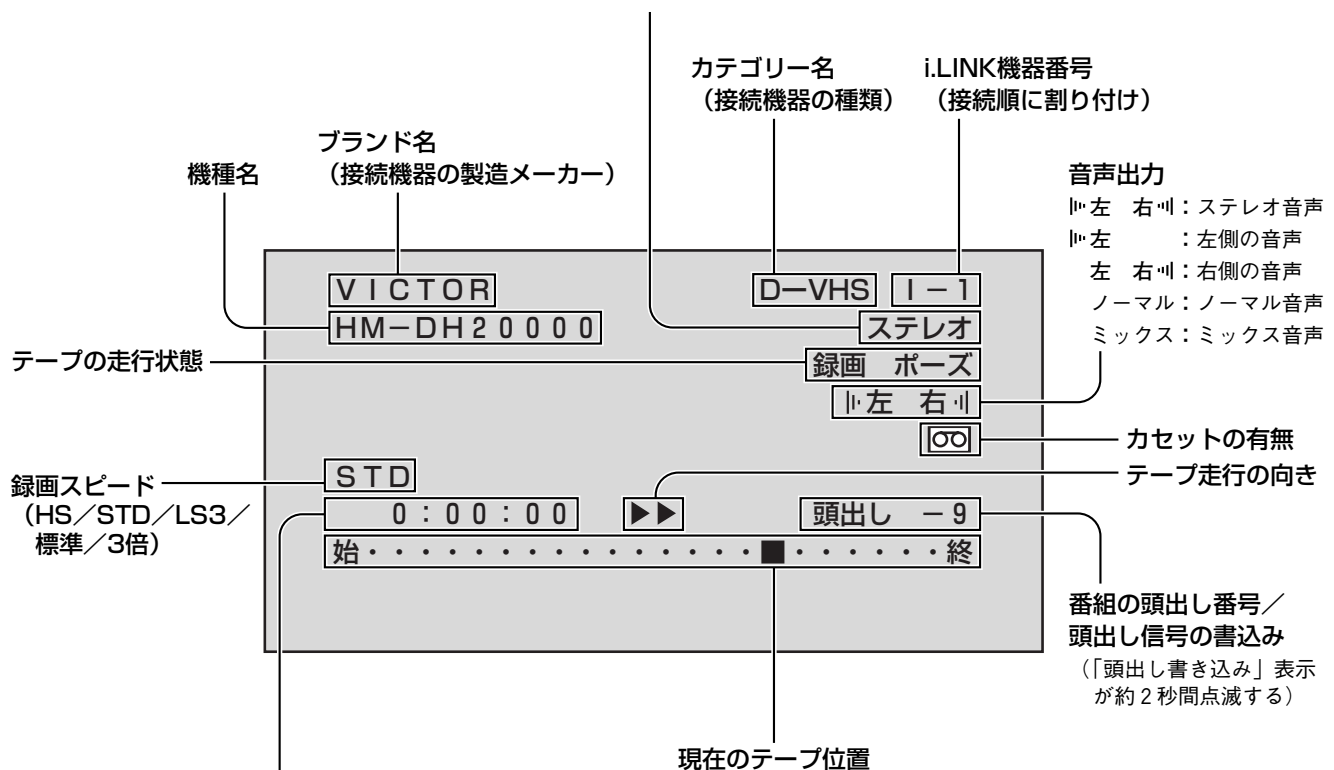 カテゴリー名
（接続機器の種類）
i.LINK機器番号
（接続順に割り付け）
ブランド名
（接続機器の製造メーカー）
機種名
音声出力
左　右：ステレオ音声
左　　：左側の音声
左　右：右側の音声
ノーマル：ノーマル音声
ミックス：ミックス音声
VICTOR
D－VHS
I－1
HM－DH20000
ステレオ
テープの走行状態
録画　ポーズ
左　右
カセットの有無
テープ走行の向き
STD
録画スピード
（HS／STD／LS3／
標準／3倍）
0：00：00
▶▶
頭出し　－9
始・・・・・・・・・・・・・・・・■・・・・・・終
番組の頭出し番号／
頭出し信号の書込み
（「頭出し書き込み」表示
が約2秒間点滅する）
現在のテープ位置